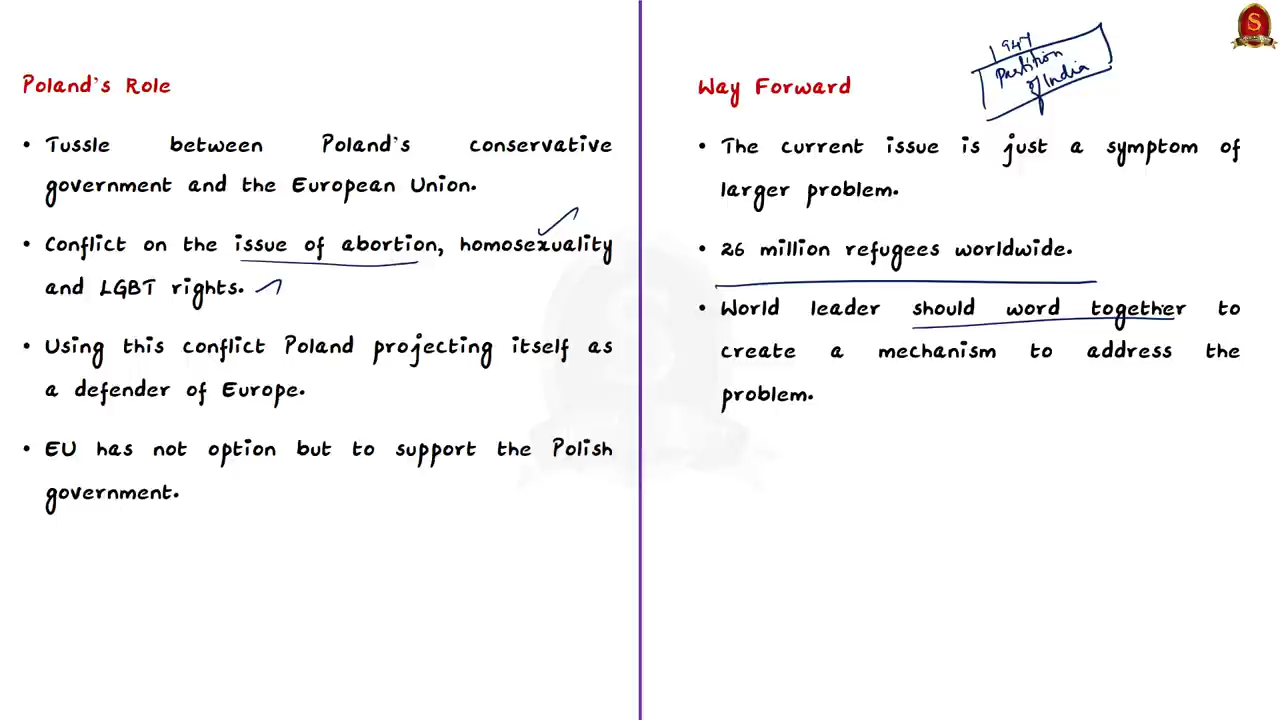 Poland's Role
• Tussle between Poland's conservative
government and the European Union.
• Conflict on the issue of abortion, homosexuality
and LGBT rights.
• Using this conflict Poland projecting itself as
a defender of Europe.
• EU has not option but to support the Polish
government.
1947
Partition
of India
S
Way Forward
• The current issue is just a symptom of
larger problem.
• 26 million refugees worldwide.
• World leader should word together to
create a mechanism to address the
problem.